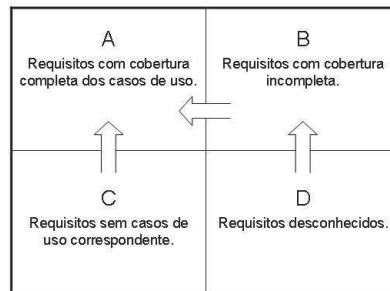 A
Requisitos com cobertura
completa dos casos de uso.
B
Requisitos com cobertura
incompleta.
C
Requisitos sem casos de
uso correspondente.
D
Requisitos desconhecidos.